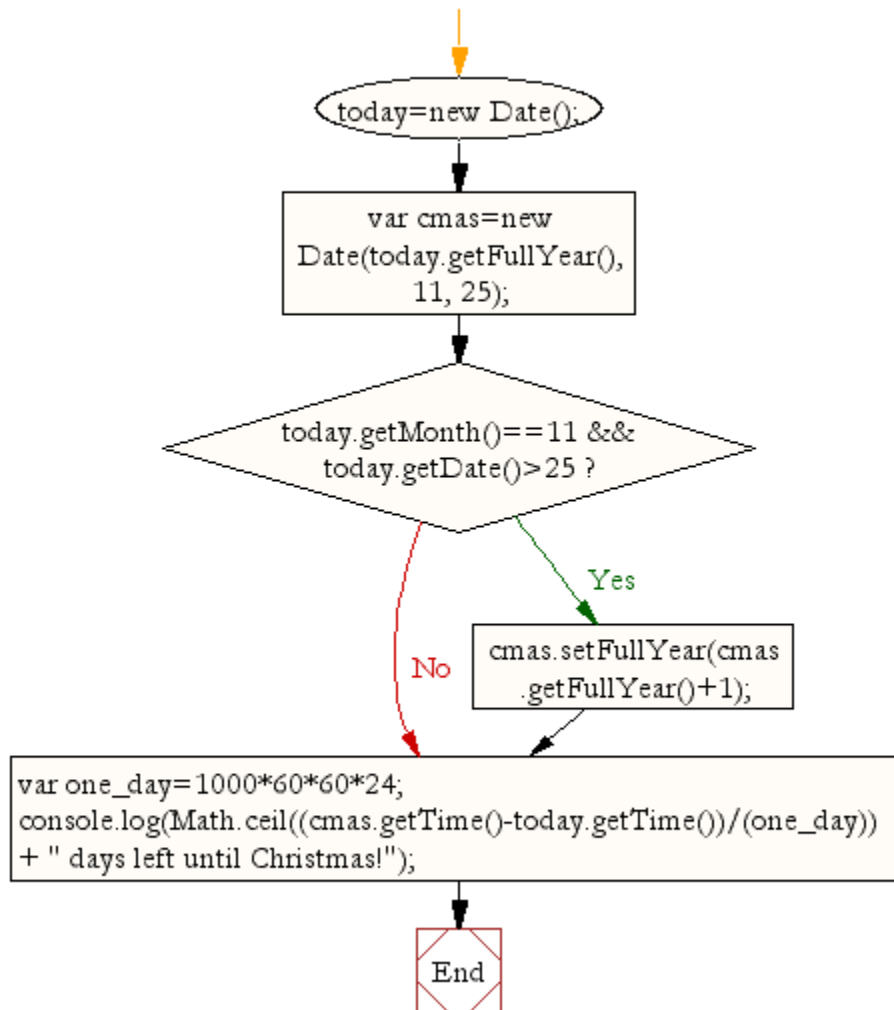 today=new Date();
var cmas=new
Date(today.getFullYear(),
11, 25);
today.getMonth()==11 &&
today.getDate()>25 ?
Yes
No
cmas.setFullYear(cmas
.getFullYear()+1);
var one_day=1000*60*60*24;
console.log(Math.ceil((cmas.getTime()-today.getTime())/(one_day))
+ " days left until Christmas!");
End